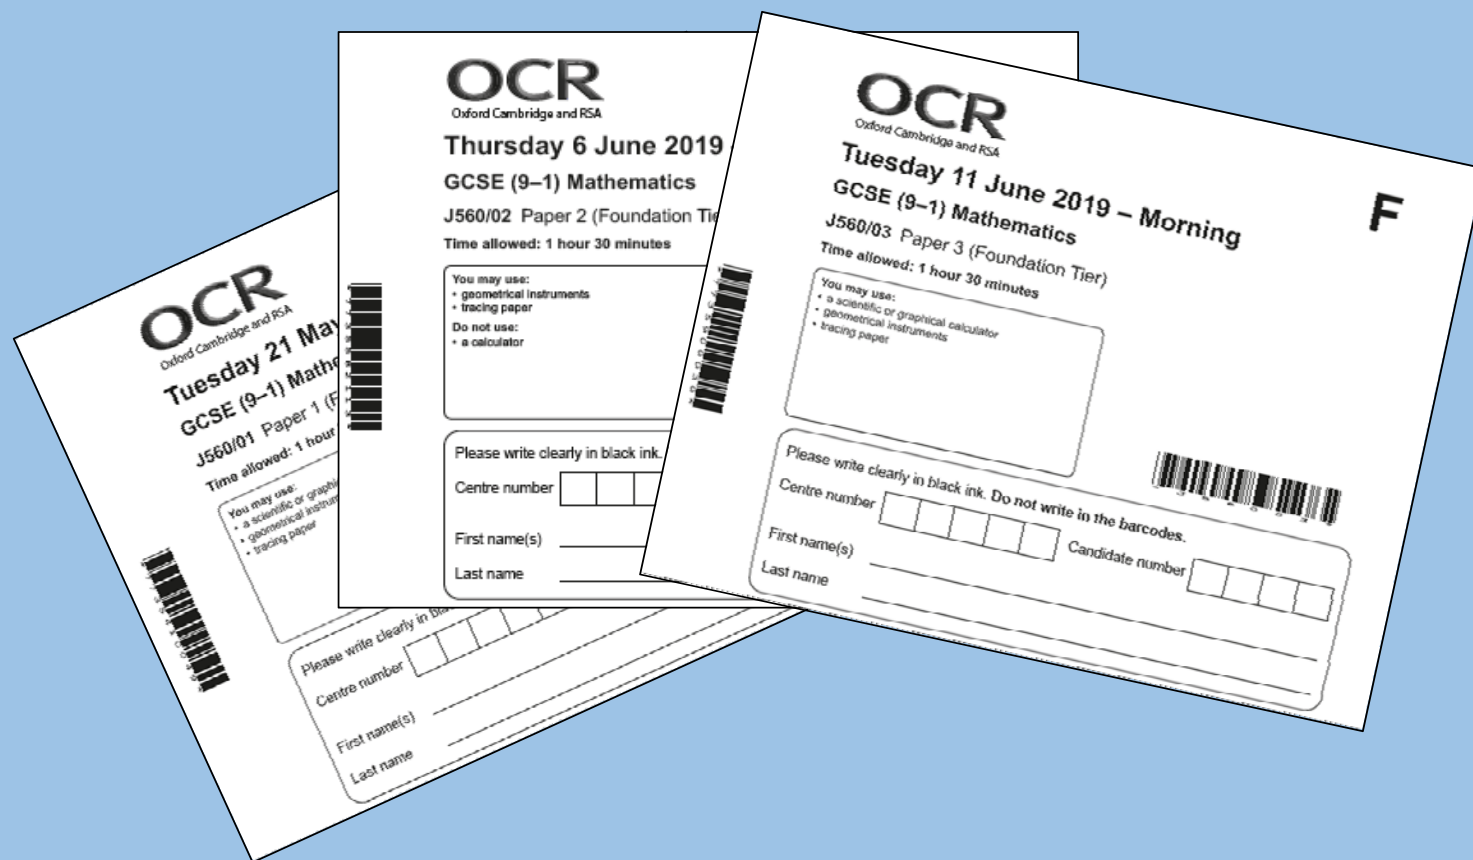 OCR
Oxford Cambridge and RSA
Tuesday 21 May
GCSE (9–1) Mathe
J560/01 Paper 1 (F
Time allowed: 1 hour
You may use:
• a scientific or graphi
• geometrical instrum
• tracing paper
Please write clearly in bla
Centre number
First name(s)
Last name
OCR
Oxford Cambridge and RSA
Thursday 6 June 2019
GCSE (9–1) Mathematics
J560/02 Paper 2 (Foundation Tie
Time allowed: 1 hour 30 minutes
You may use:
• geometrical instruments
• tracing paper
Do not use:
• a calculator
Please write clearly in black ink.
Centre number
First name(s)
Last name
OCR
Oxford Cambridge and RSA
Tuesday 11 June 2019 – Morning
F
GCSE (9–1) Mathematics
J560/03 Paper 3 (Foundation Tier)
Time allowed: 1 hour 30 minutes
You may use:
• a scientific or graphical calculator
• geometrical instruments
• tracing paper
Please write clearly in black ink. Do not write in the barcodes.
Centre number
Candidate number
First name(s)
Last name